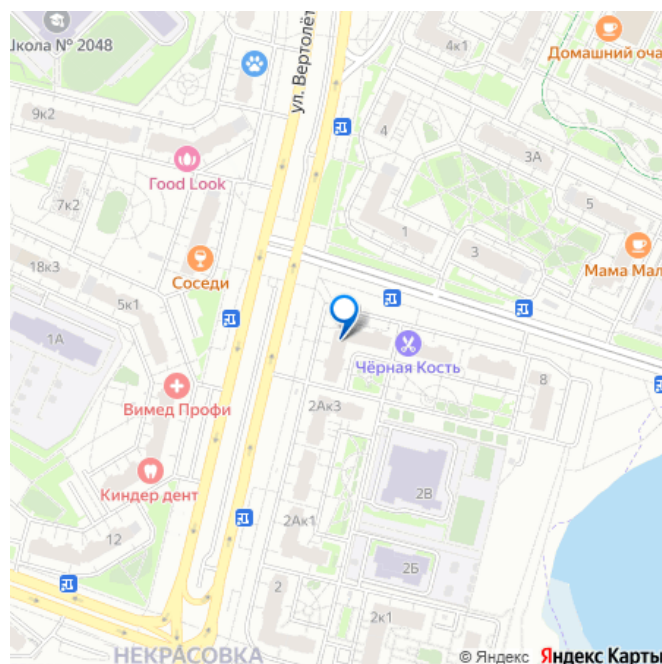 Школа № 2048
ул. Вертолёт
4к1
Домашний оча
9к2
4
3А
Food Look
7к2
5
1
3
18к3
Соседи
Мама Мал
5к1
1А
Чёрная Кость
8
Вимед Профи
2Ак3
Киндер дент
2В
2Ак1
12
2Б
2
2к1
НЕКРАСОВКА
© Яндекс Яндекс Карты